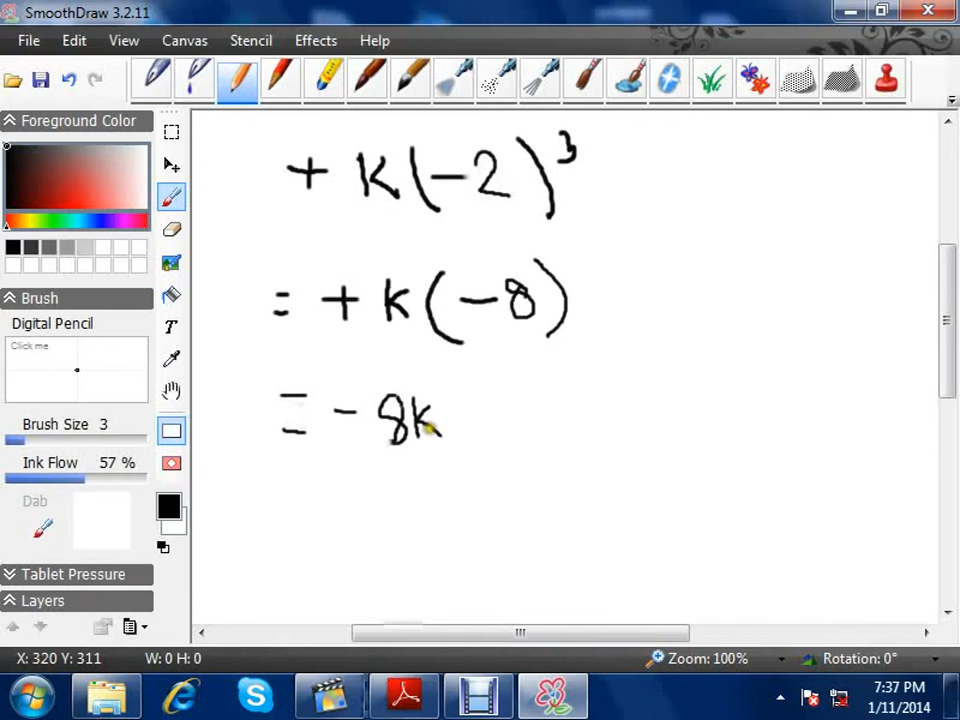 SmoothDraw 3.2.11
File Edit View Canvas Stencil Effects Help
Foreground Color
+ K(-2)^3
= + K(-8)
= - 8K
Brush
Digital Pencil
Click me
Brush Size 3
Ink Flow 57 %
Dab
Tablet Pressure
Layers
X: 320 Y: 311 W: 0 H: 0 Zoom: 100% Rotation: 0°
7:37 PM
1/11/2014